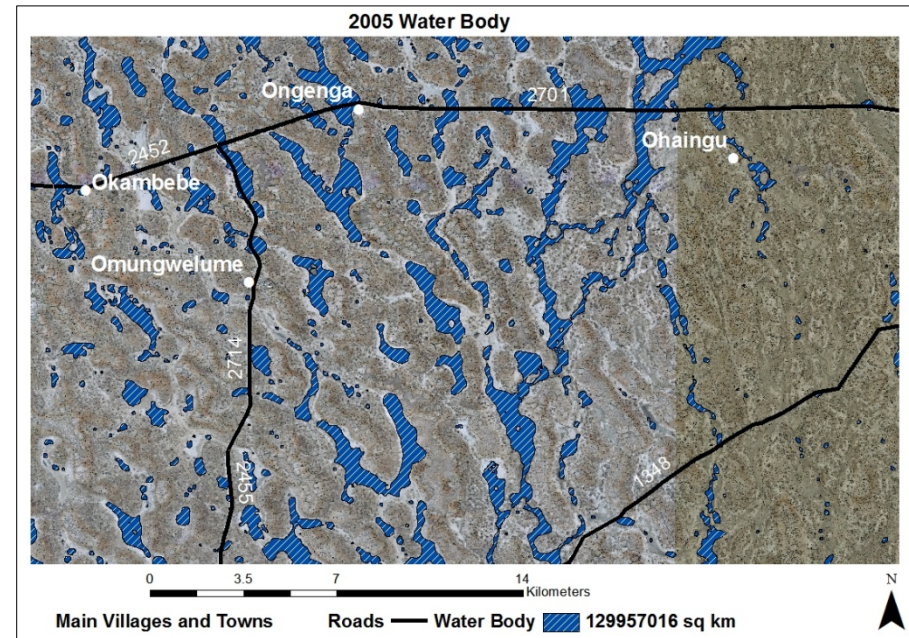 2005 Water Body
Ongenga
2701
Ohaingu
2452
Okambebe
Omungwelume
2714
2455
1348
0 3.5 7 14
Kilometers
N
Main Villages and Towns Roads Water Body 129957016 sq km